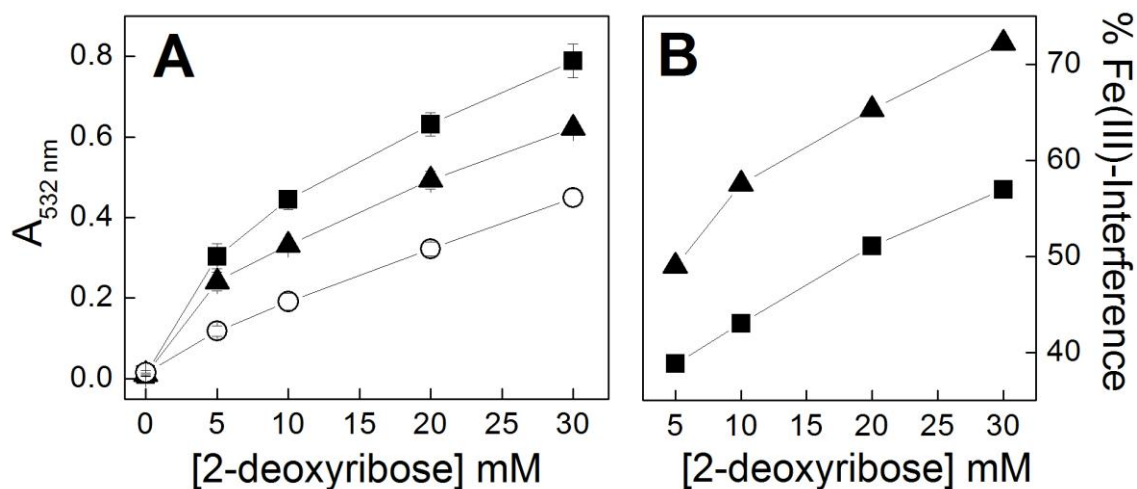 A
A532 nm
0.8
0.6
0.4
0.2
0.0
0 5 10 15 20 25 30
[2-deoxyribose] mM
B
5 10 15 20 25 30
[2-deoxyribose] mM
70
60
50
40
% Fe(III)-Interference